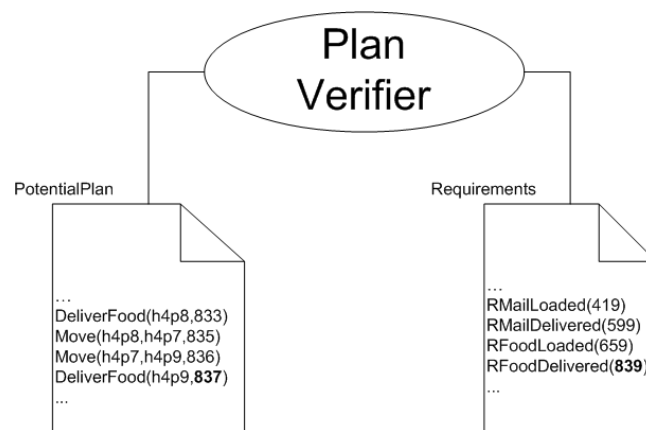 Plan
Verifier
PotentialPlan
Requirements
...
DeliverFood(h4p8,833)
Move(h4p8,h4p7,835)
Move(h4p7,h4p9,836)
DeliverFood(h4p9,837)
...
...
RMailLoaded(419)
RMailDelivered(599)
RFoodLoaded(659)
RFoodDelivered(839)
...